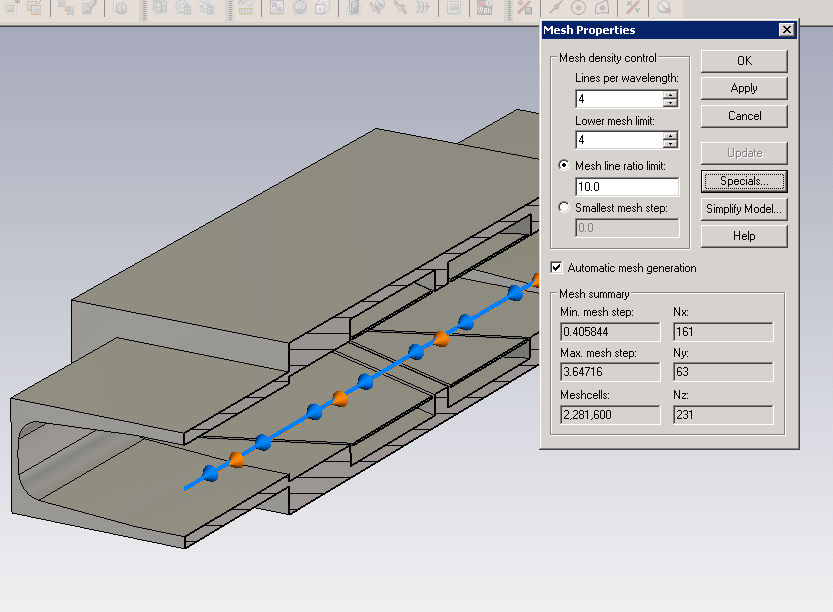 Mesh Properties
Mesh density control
Lines per wavelength:
4
Lower mesh limit:
4
Mesh line ratio limit:
10.0
Smallest mesh step:
0.0
OK
Apply
Cancel
Update
Specials...
Simplify Model...
Help
Automatic mesh generation
Mesh summary
Min. mesh step: Nx:
0.405844 161
Max. mesh step: Ny:
3.64716 63
Meshcells: Nz:
2,281,600 231